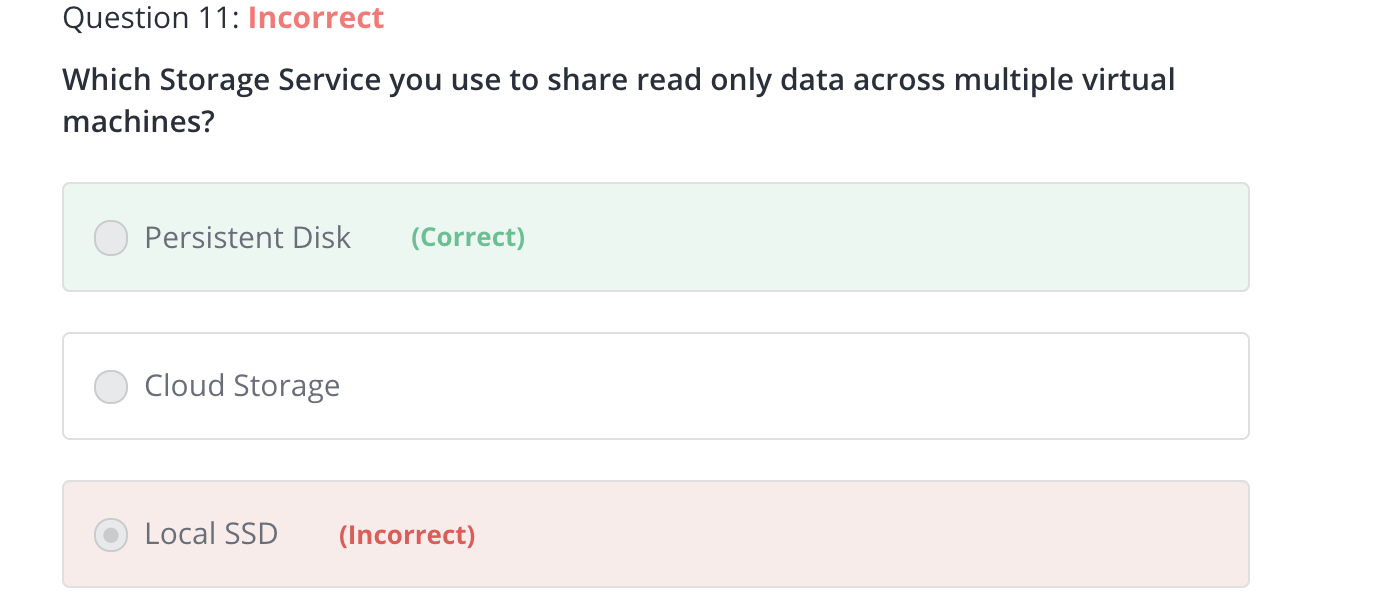 Question 11: Incorrect
Which Storage Service you use to share read only data across multiple virtual
machines?
Persistent Disk (Correct)
Cloud Storage
Local SSD (Incorrect)